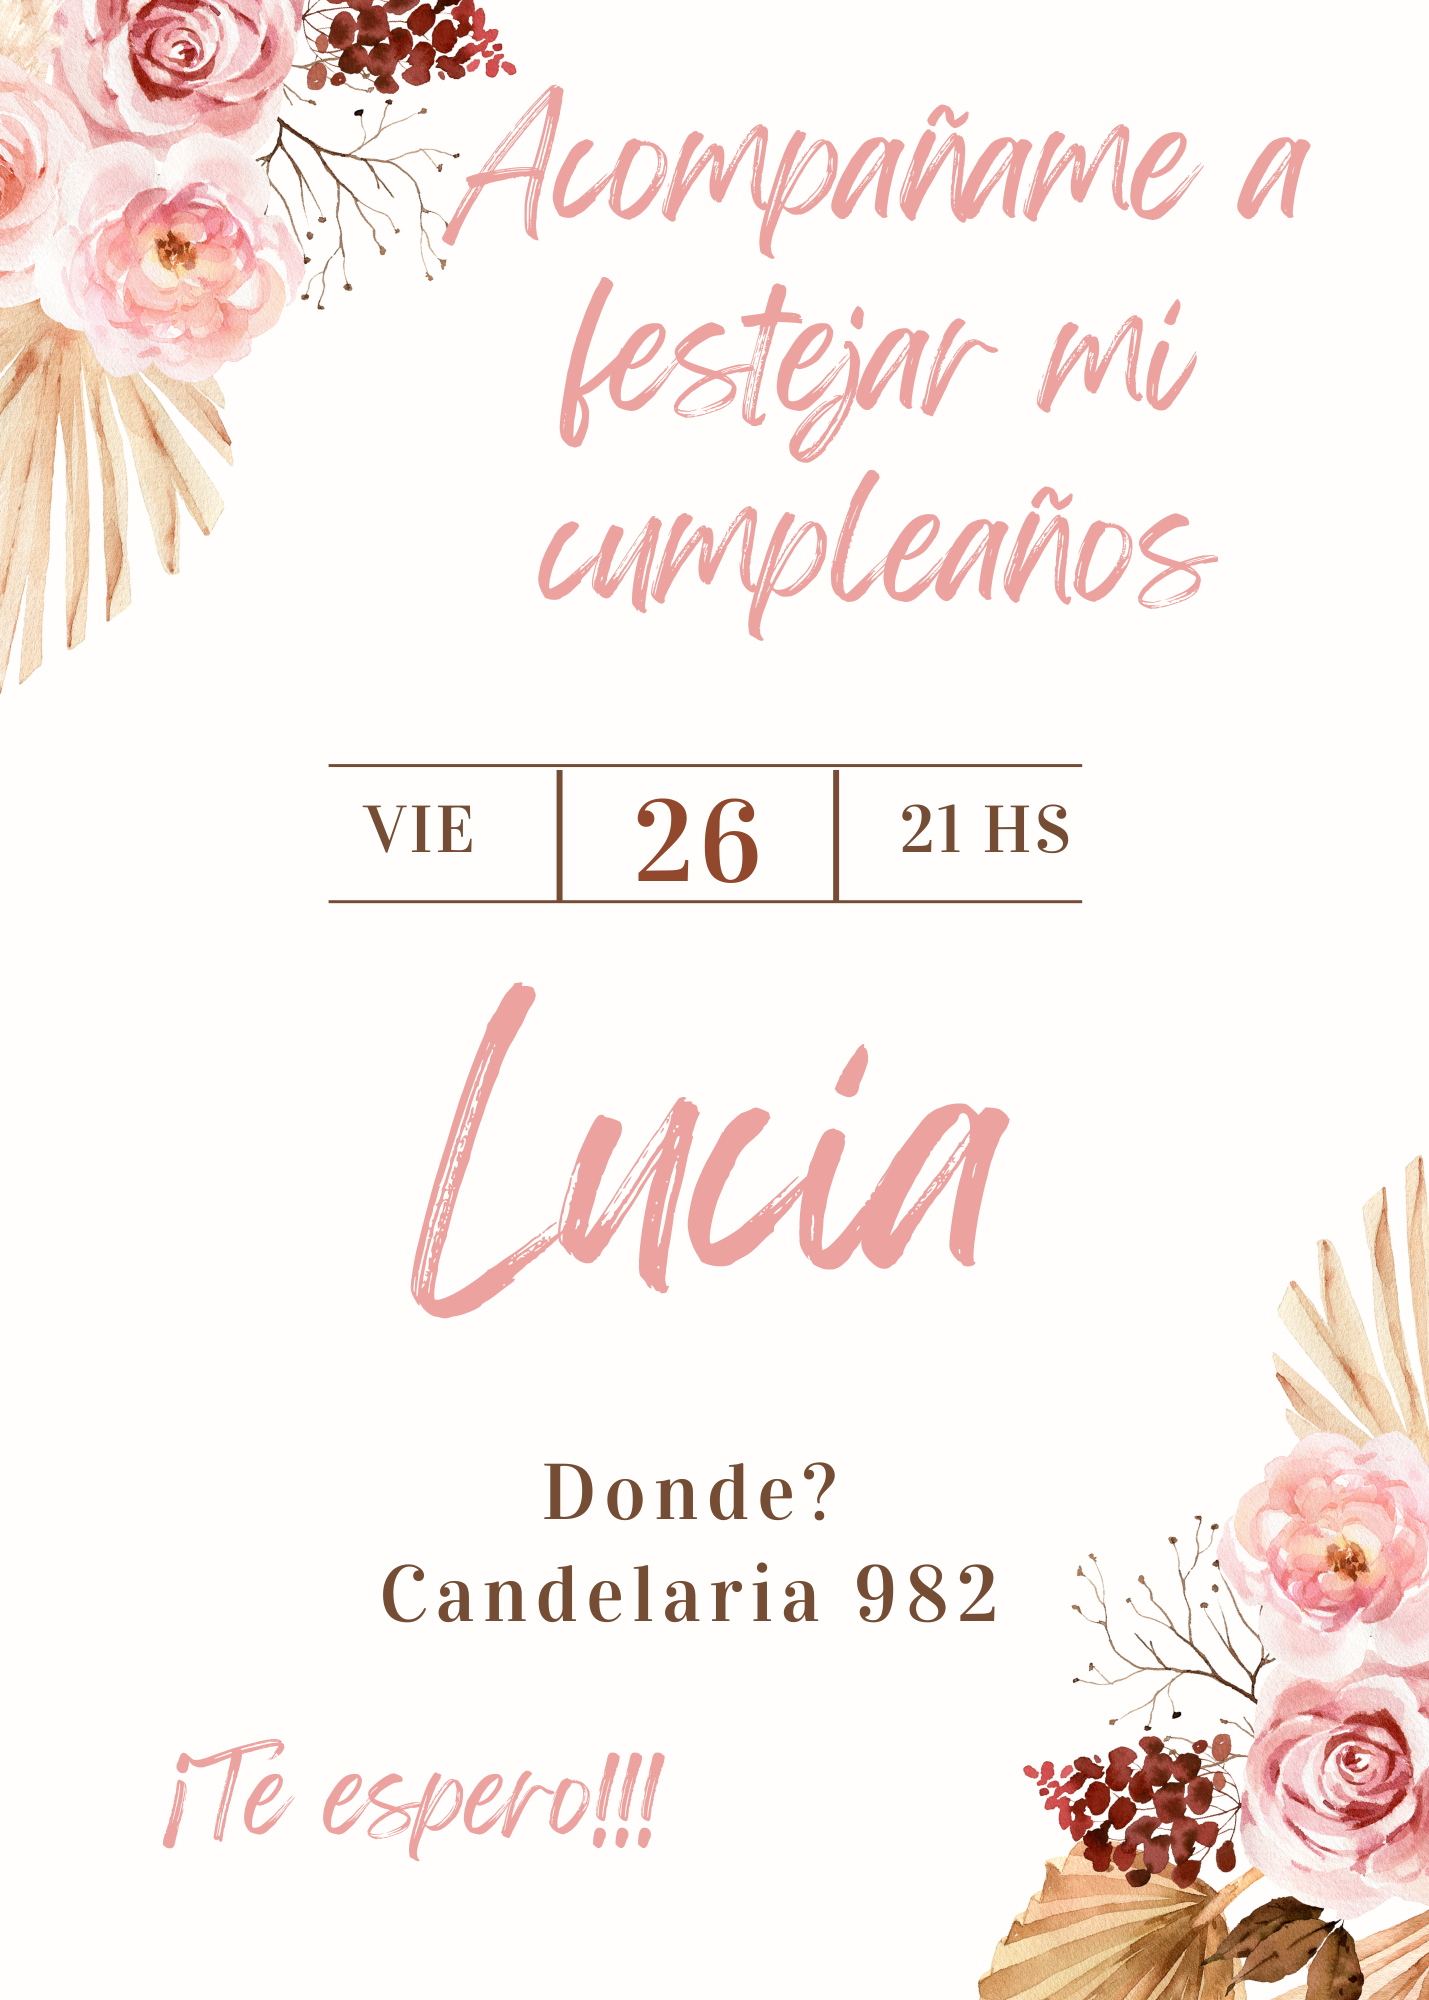 Acompañame a
festejar mi
cumpleaños
VIE 26 21 HS
Lucia
Donde?
Candelaria 982
¡Te espero!!!